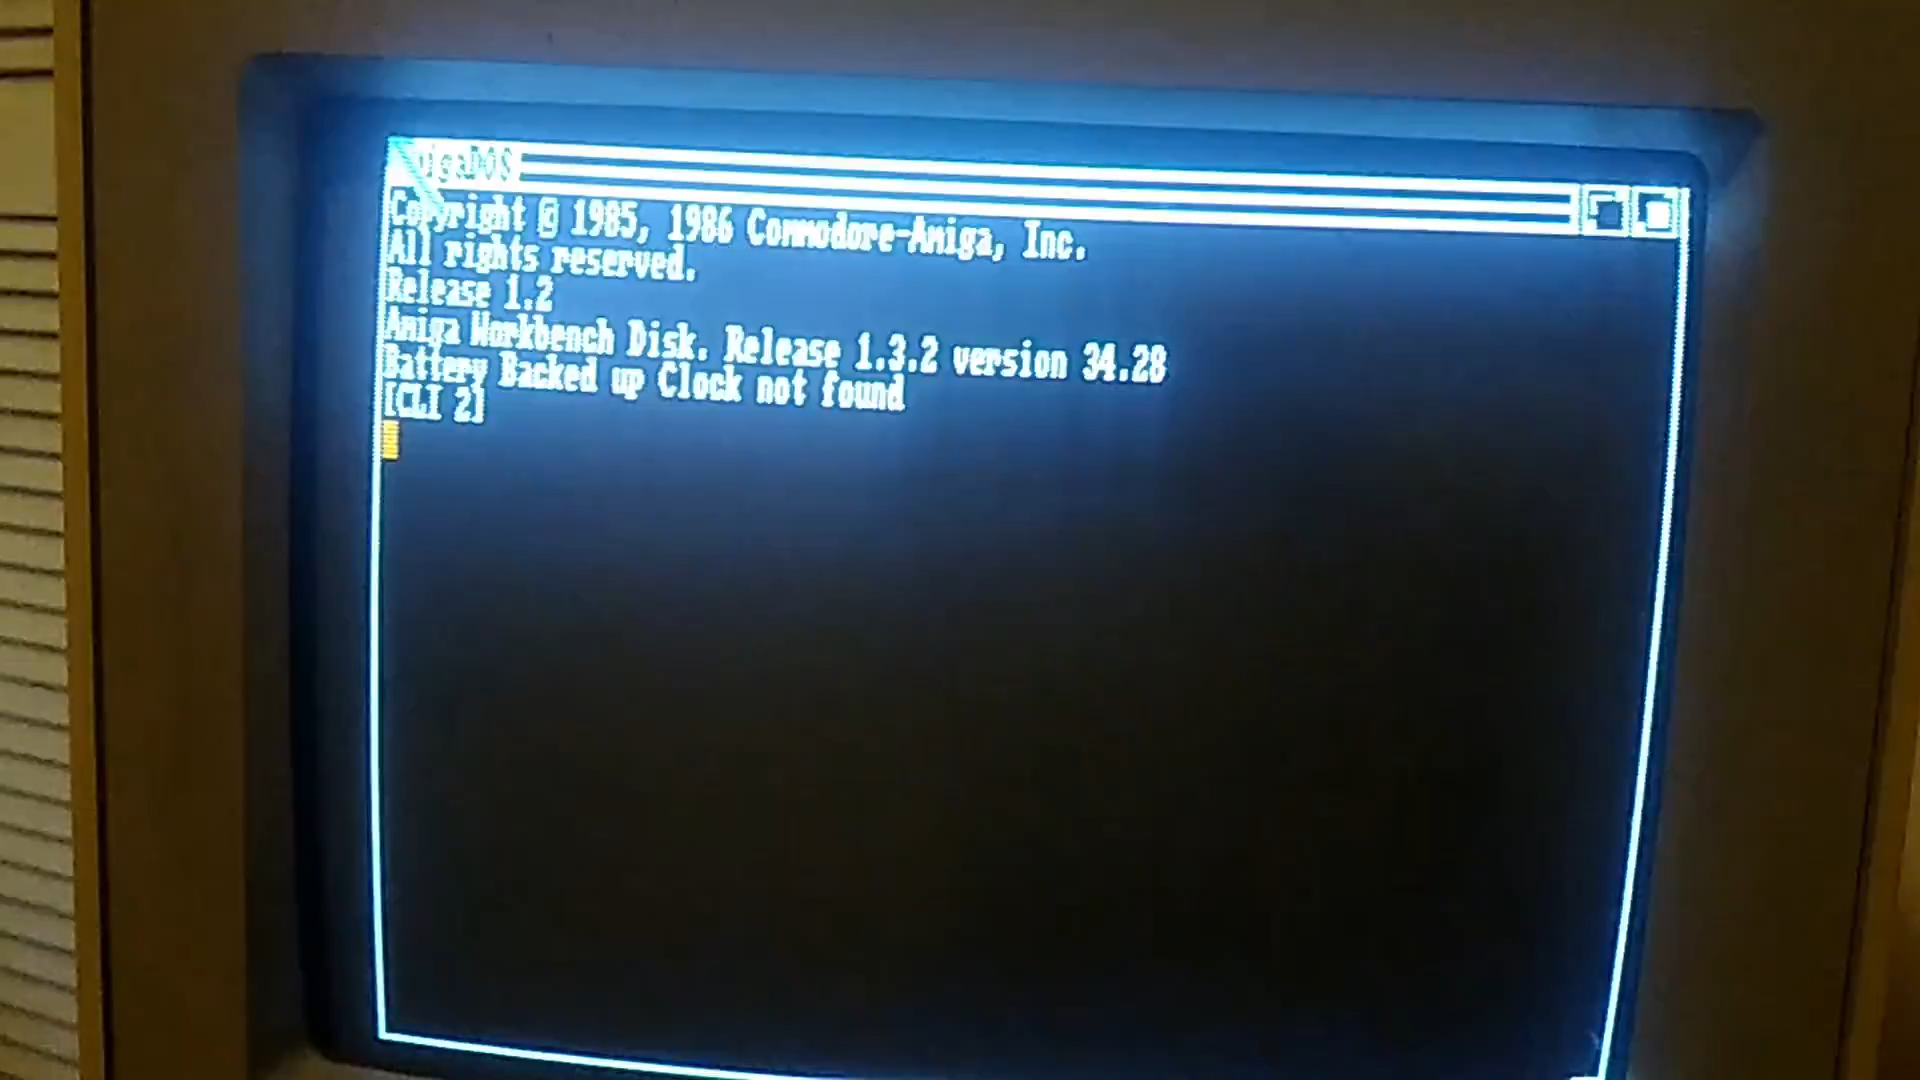 AmigaDOS
Copyright © 1985, 1986 Commodore-Amiga, Inc.
All rights reserved.
Release 1.2
Amiga Workbench Disk. Release 1.3.2 version 34.28
Battery Backed up Clock not found
[CLI 2]